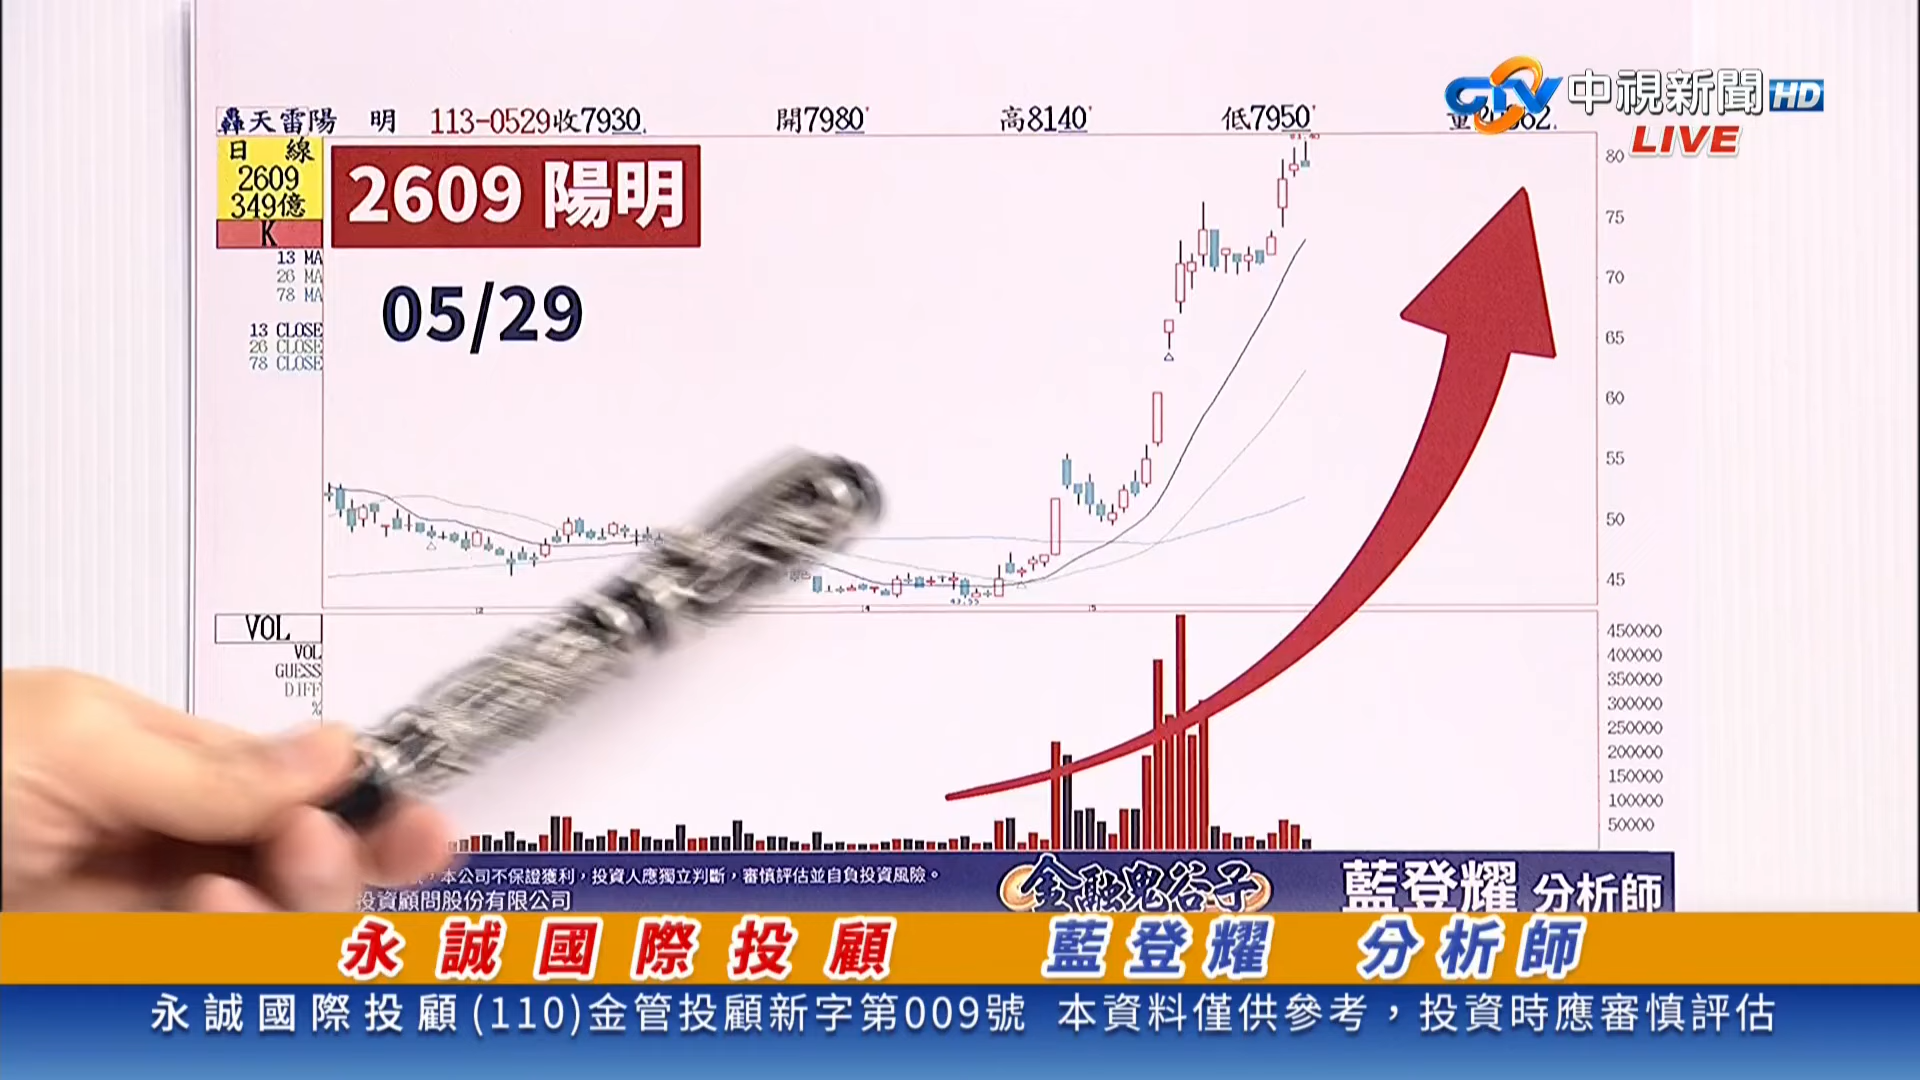 CTV 中視新聞 HD
LIVE
轟天雷陽 明 113-0529收7930. 開7980 高8140 低7950
日 線
2609
349億
K
2609 陽明
05/29
13 MA
26 MA
78 MA
13 CLOSE
26 CLOSE
78 CLOSE
80
75
70
65
60
55
50
45
43.55
2
4
5
VOL
VOL
GUESS
DIFF
%
450000
400000
350000
300000
250000
200000
150000
100000
50000
本公司不保證獲利，投資人應獨立判斷，審慎評估並自負投資風險。
投資顧問股份有限公司
金融鬼谷子
藍登耀 分析師
永誠國際投顧 藍登耀 分析師
永誠國際投顧(110)金管投顧新字第009號 本資料僅供參考，投資時應審慎評估